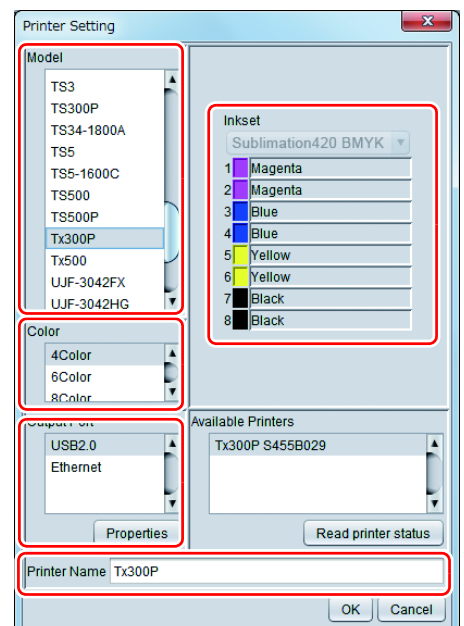 Printer Setting
Model
TS3
TS300P
TS34-1800A
TS5
TS5-1600C
TS500
TS500P
Tx300P
Tx500
UJF-3042FX
UJF-3042HG
Inkset
Sublimation420 BMYK
1 Magenta
2 Magenta
3 Blue
4 Blue
5 Yellow
6 Yellow
7 Black
8 Black
Color
4Color
6Color
8Color
Output Port
USB2.0
Ethernet
Properties
Available Printers
Tx300P S455B029
Read printer status
Printer Name Tx300P
OK Cancel